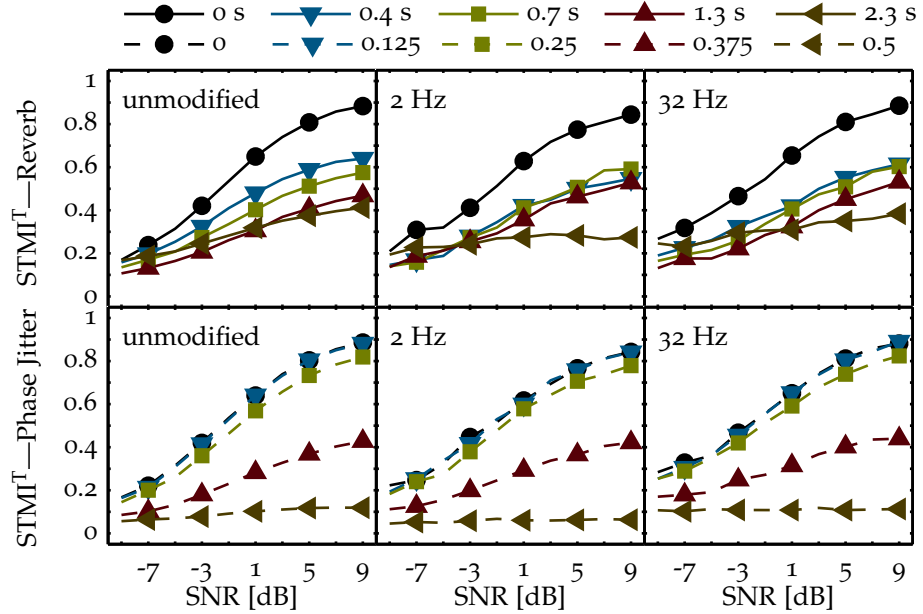 0 s 0.4 s 0.7 s 1.3 s 2.3 s
0 0.125 0.25 0.375 0.5
STMIᵀ—Reverb
1
0.8
0.6
0.4
0.2
0
unmodified
2 Hz
32 Hz
STMIᵀ—Phase Jitter
1
0.8
0.6
0.4
0.2
0
unmodified
2 Hz
32 Hz
-7 -3 1 5 9 -7 -3 1 5 9 -7 -3 1 5 9
SNR [dB] SNR [dB] SNR [dB]